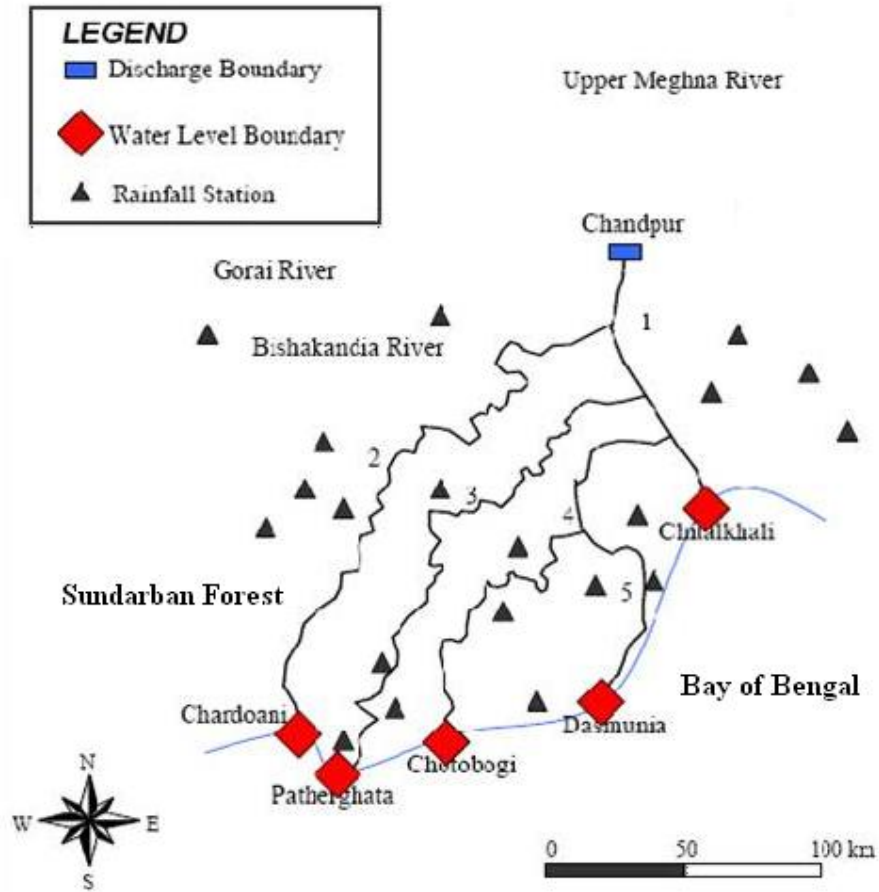 LEGEND
Discharge Boundary
Water Level Boundary
Rainfall Station
Upper Meghna River
Chandpur
Gorai River
1
Bishakandia River
2
3
4
Chitalkhali
5
Sundarban Forest
Bay of Bengal
Chardoani
Dasmunia
Chotobogi
Patherghata
N
W
E
S
0
50
100 km